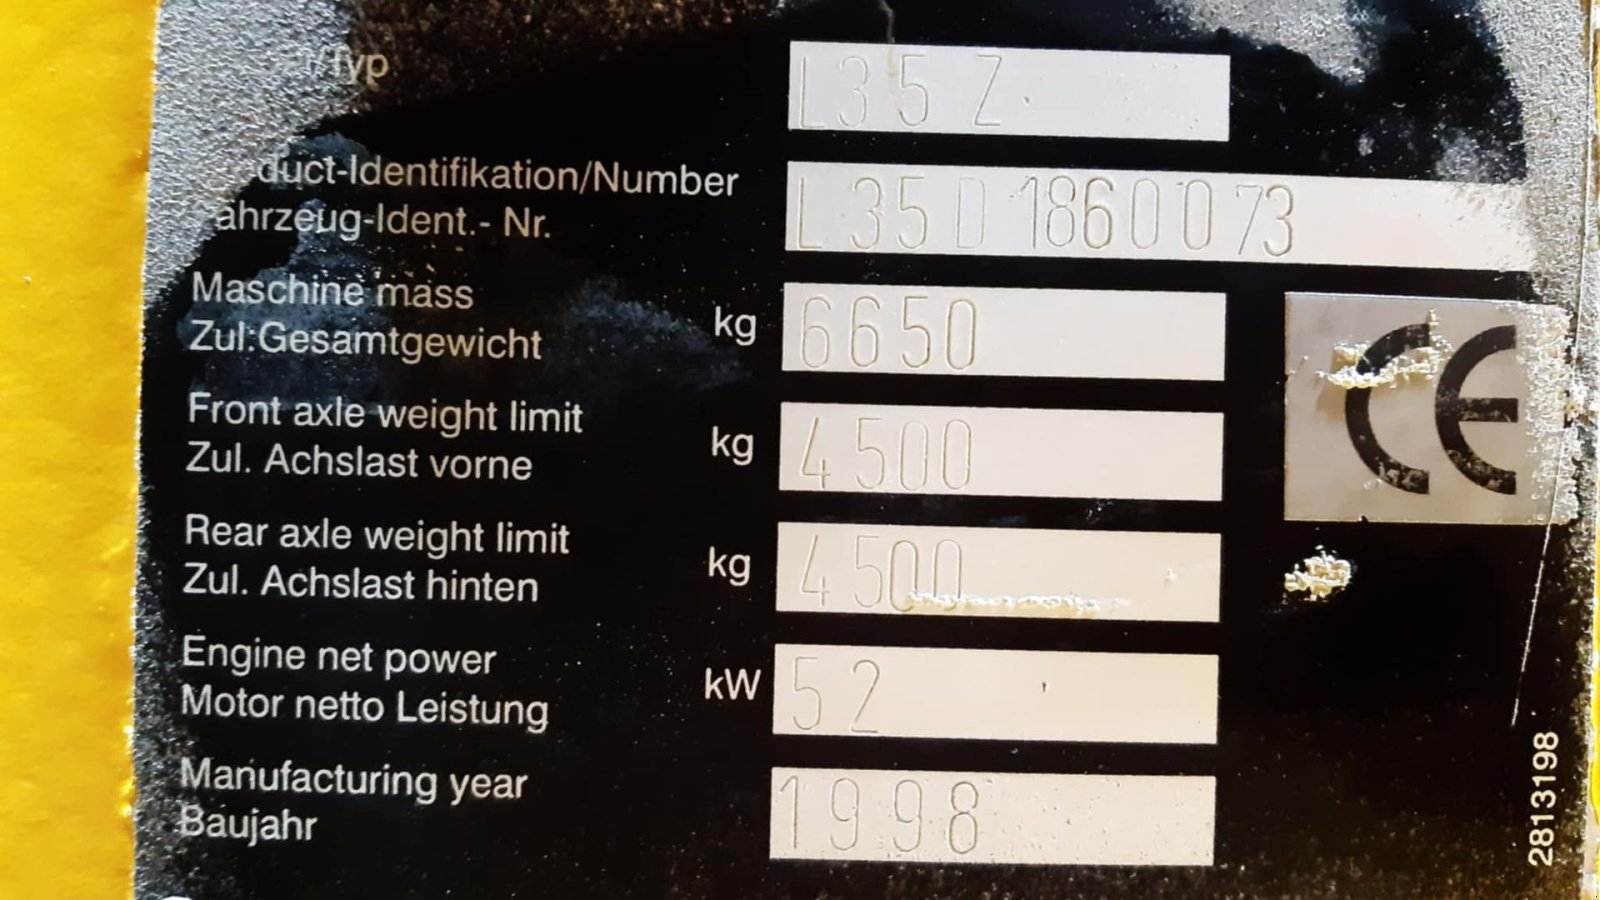 /Typ
L35 Z
duct-Identifikation/Number
ahrzeug-Ident.- Nr.
L35D1860073
Maschine mass
Zul:Gesamtgewicht
kg
6650
CE
Front axle weight limit
Zul. Achslast vorne
kg
4500
Rear axle weight limit
Zul. Achslast hinten
kg
4500
Engine net power
Motor netto Leistung
kW
52
Manufacturing year
Baujahr
1998
2813198